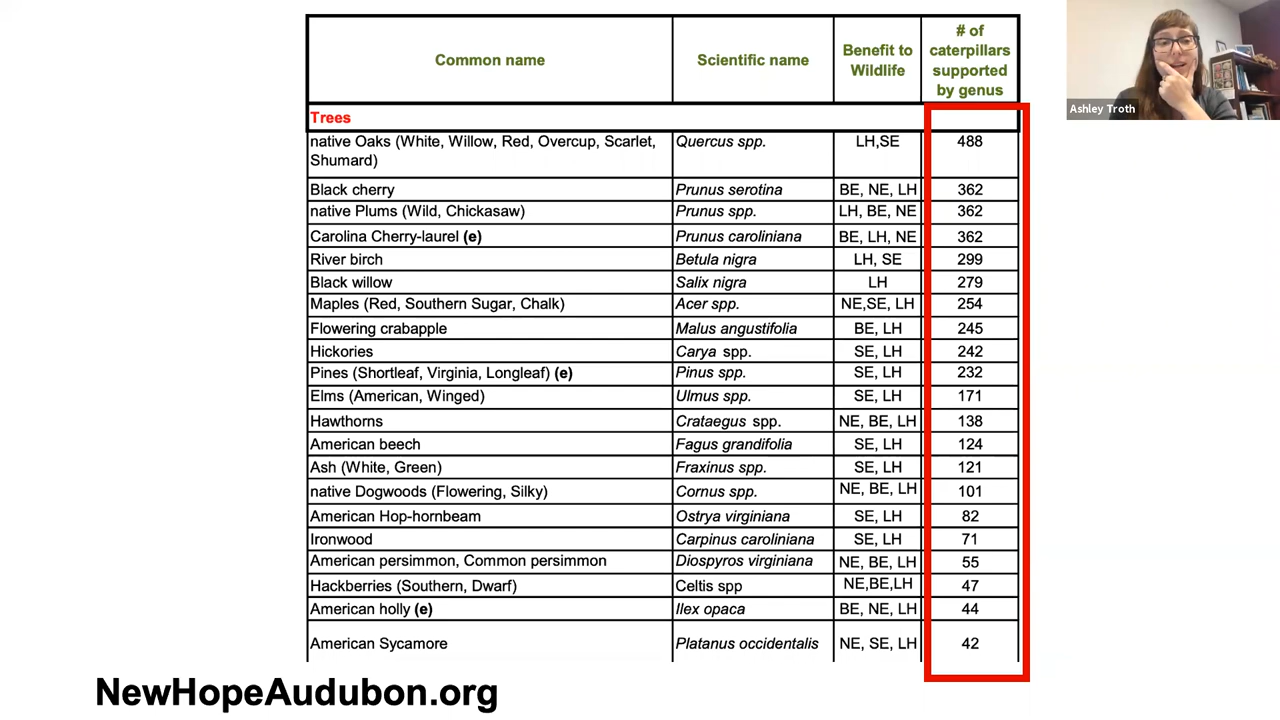 Common name Scientific name Benefit to Wildlife # of caterpillars supported by genus
Trees
native Oaks (White, Willow, Red, Overcup, Scarlet, Shumard) Quercus spp. LH,SE 488
Black cherry Prunus serotina BE, NE, LH 362
native Plums (Wild, Chickasaw) Prunus spp. LH, BE, NE 362
Carolina Cherry-laurel (e) Prunus caroliniana BE, LH, NE 362
River birch Betula nigra LH, SE 299
Black willow Salix nigra LH 279
Maples (Red, Southern Sugar, Chalk) Acer spp. NE,SE, LH 254
Flowering crabapple Malus angustifolia BE, LH 245
Hickories Carya spp. SE, LH 242
Pines (Shortleaf, Virginia, Longleaf) (e) Pinus spp. SE, LH 232
Elms (American, Winged) Ulmus spp. SE, LH 171
Hawthorns Crataegus spp. NE, BE, LH 138
American beech Fagus grandifolia SE, LH 124
Ash (White, Green) Fraxinus spp. SE, LH 121
native Dogwoods (Flowering, Silky) Cornus spp. NE, BE, LH 101
American Hop-hornbeam Ostrya virginiana SE, LH 82
Ironwood Carpinus caroliniana SE, LH 71
American persimmon, Common persimmon Diospyros virginiana NE, BE, LH 55
Hackberries (Southern, Dwarf) Celtis spp NE,BE,LH 47
American holly (e) Ilex opaca BE, NE, LH 44
American Sycamore Platanus occidentalis NE, SE, LH 42
NewHopeAudubon.org
Ashley Troth